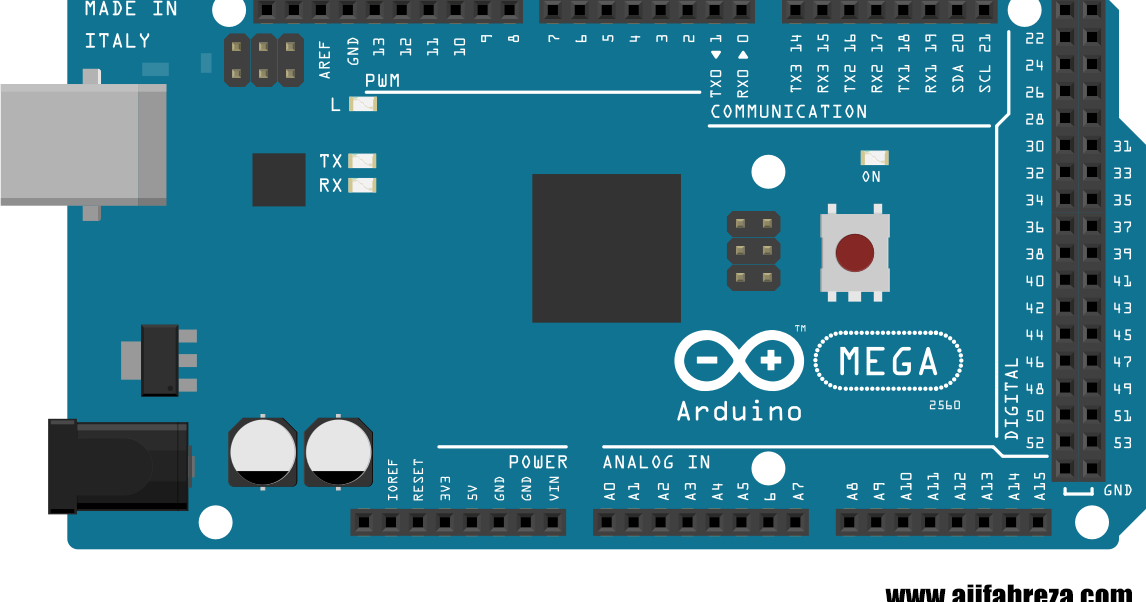 MADE IN
ITALY
AREF
GND
13
12
11
10
9
8
7
6
5
4
3
2
TX0 ◄ 1
RX0 ► 0
TX3 14
RX3 15
TX2 16
RX2 17
TX1 18
RX1 19
SDA 20
SCL 21
PWM
COMMUNICATION
L
TX
RX
ON
22
24
26
28
30 31
32 33
34 35
36 37
38 39
40 41
42 43
44 45
46 47
48 49
50 51
52 53
DIGITAL
GND
TM
MEGA
2560
Arduino
POWER
ANALOG IN
IOREF
RESET
3V3
5V
GND
GND
VIN
A0
A1
A2
A3
A4
A5
6
A7
A8
A9
A10
A11
A12
A13
A14
A15
www.ajifahreza.com